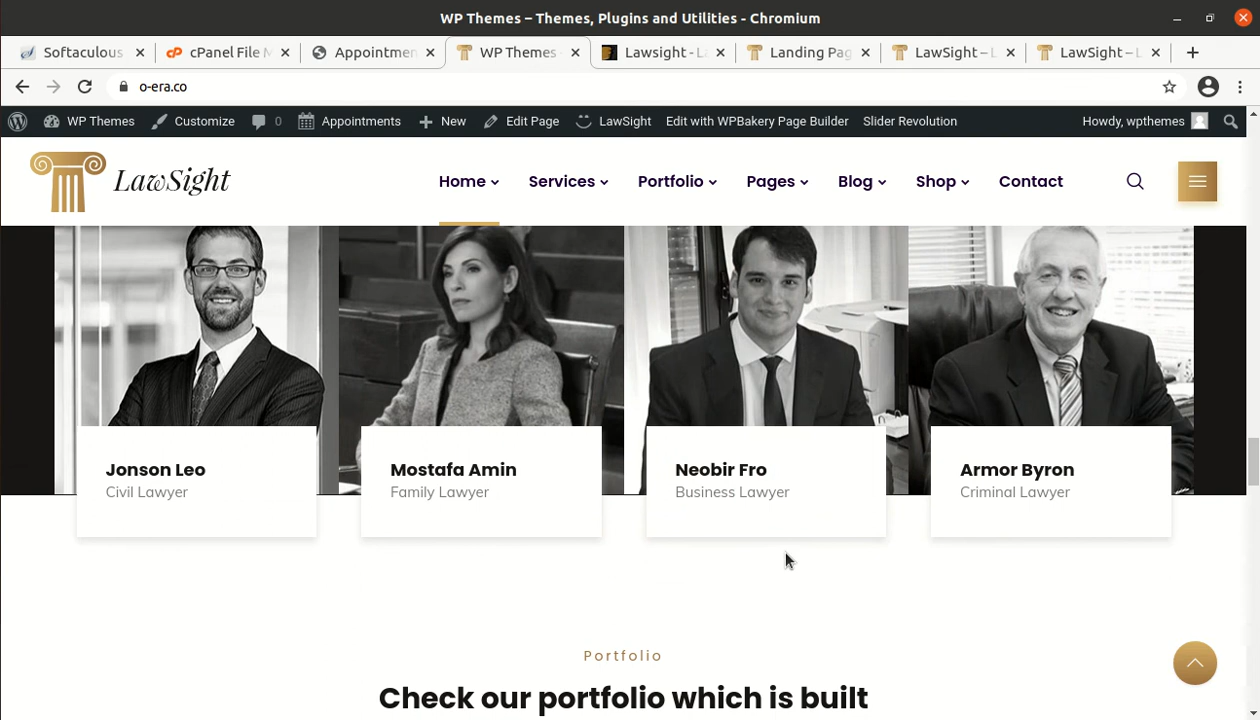 WP Themes – Themes, Plugins and Utilities - Chromium
Softaculous
cPanel File M
Appointmen
WP Themes
Lawsight - L
Landing Pag
LawSight – L
LawSight – L
o-era.co
WP Themes
Customize
0
Appointments
New
Edit Page
LawSight
Edit with WPBakery Page Builder
Slider Revolution
Howdy, wpthemes
LawSight
Home
Services
Portfolio
Pages
Blog
Shop
Contact
Jonson Leo
Civil Lawyer
Mostafa Amin
Family Lawyer
Neobir Fro
Business Lawyer
Armor Byron
Criminal Lawyer
Portfolio
Check our portfolio which is built